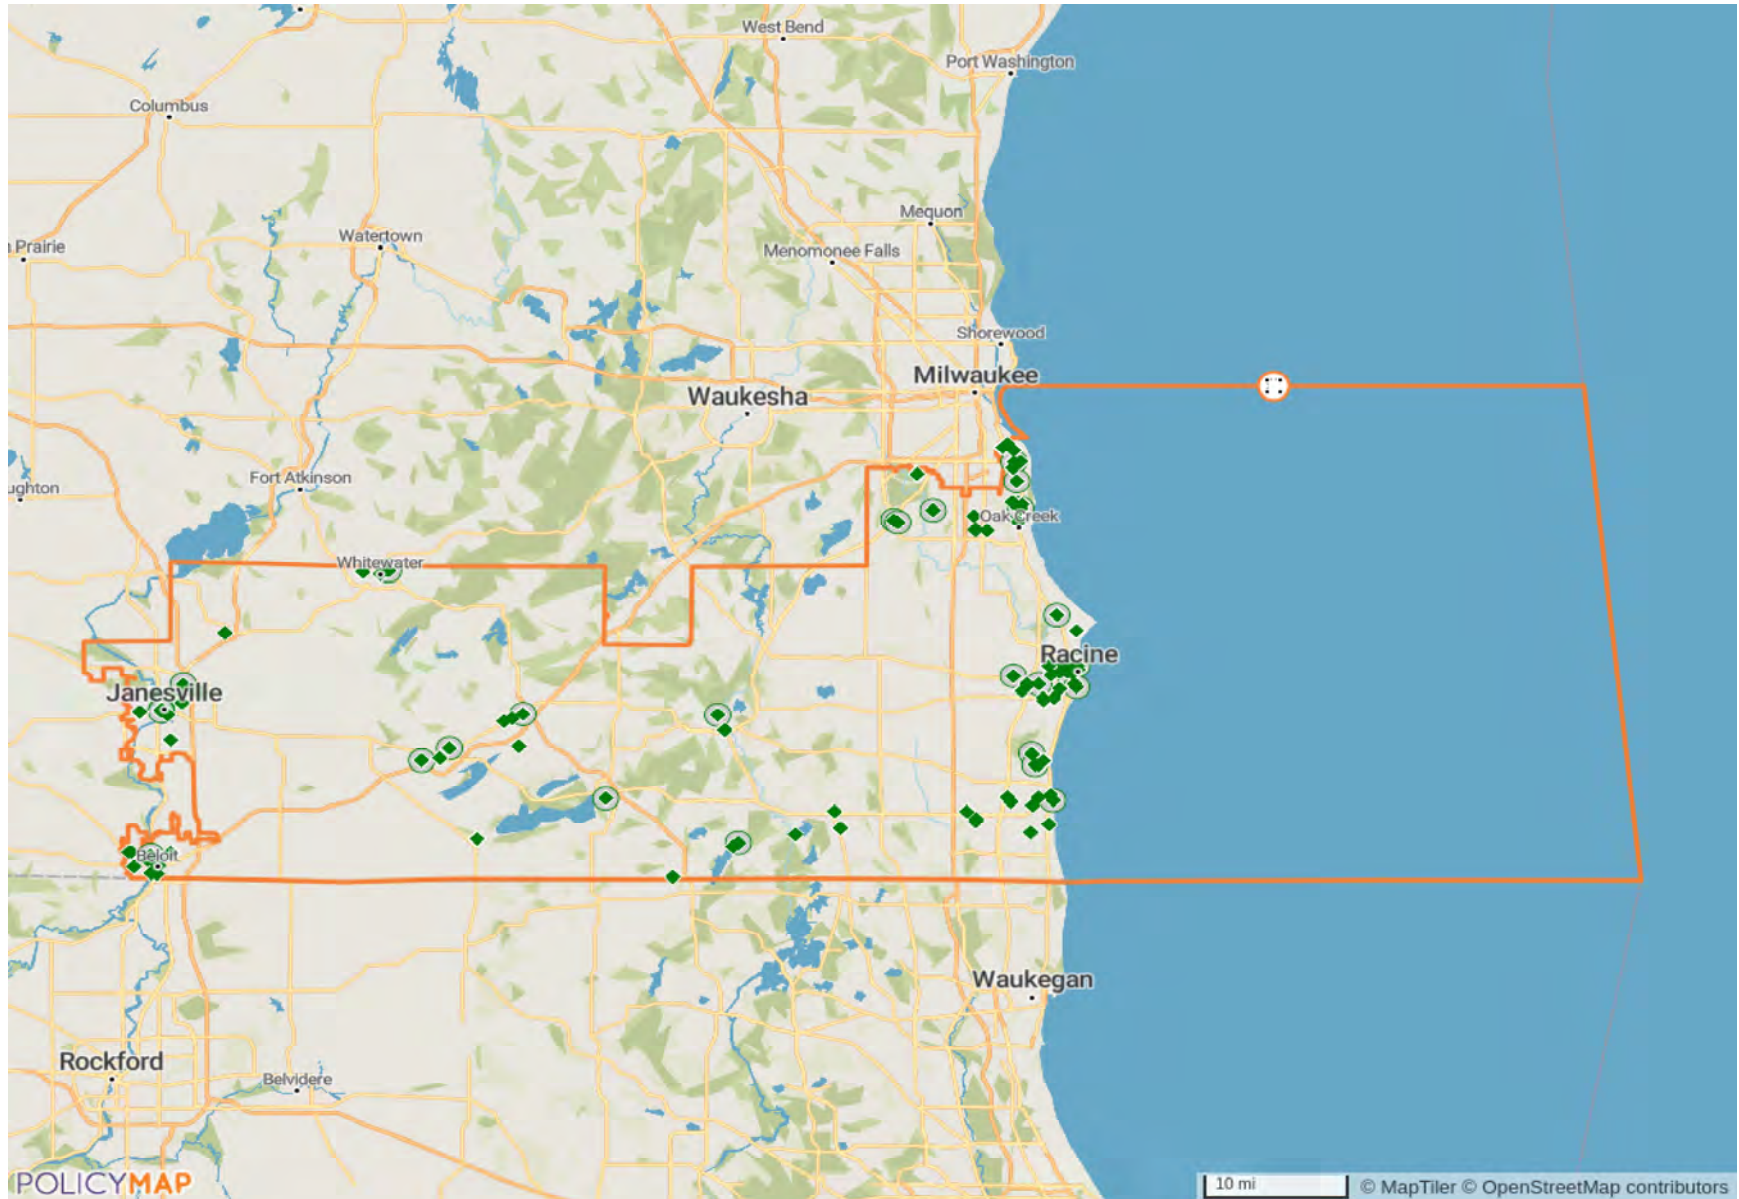 West Bend
Port Washington
Columbus
Mequon
Watertown
n Prairie
Menomonee Falls
Shorewood
Milwaukee
Waukesha
Fort Atkinson
ughton
Oak Creek
Whitewater
Racine
Janesville
Beloit
Waukegan
Rockford
Belvidere
POLICYMAP
10 mi
© MapTiler © OpenStreetMap contributors